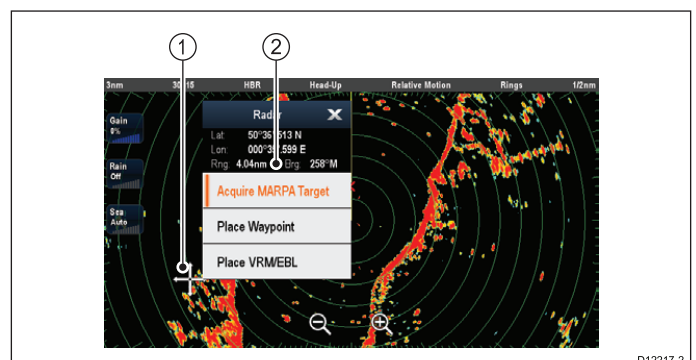 1 2
3nm HBR Head-Up Relative Motion Rings 1/2nm
Radar X
Gain
0%
Lat:
Lon:
Rng: 4.04nm Brg: 258°M
Rain
Off
Acquire MARPA Target
Sea
Auto
Place Waypoint
Place VRM/EBL